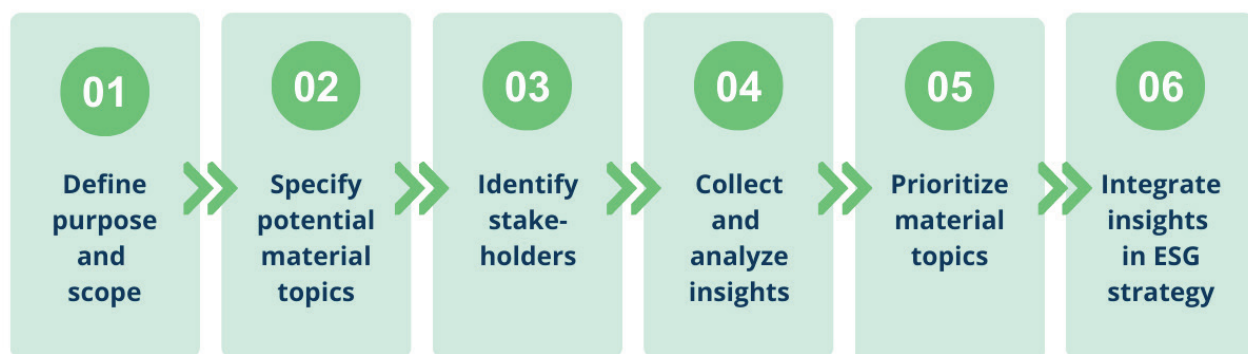 01
Define
purpose
and
scope
02
Specify
potential
material
topics
03
Identify
stake-
holders
04
Collect
and
analyze
insights
05
Prioritize
material
topics
06
Integrate
insights
in ESG
strategy